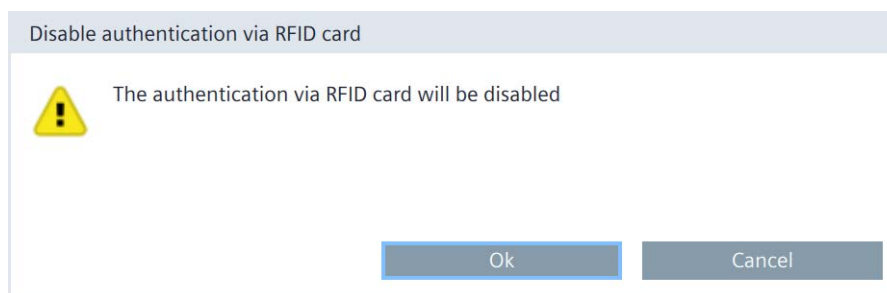 Disable authentication via RFID card
The authentication via RFID card will be disabled
Ok
Cancel